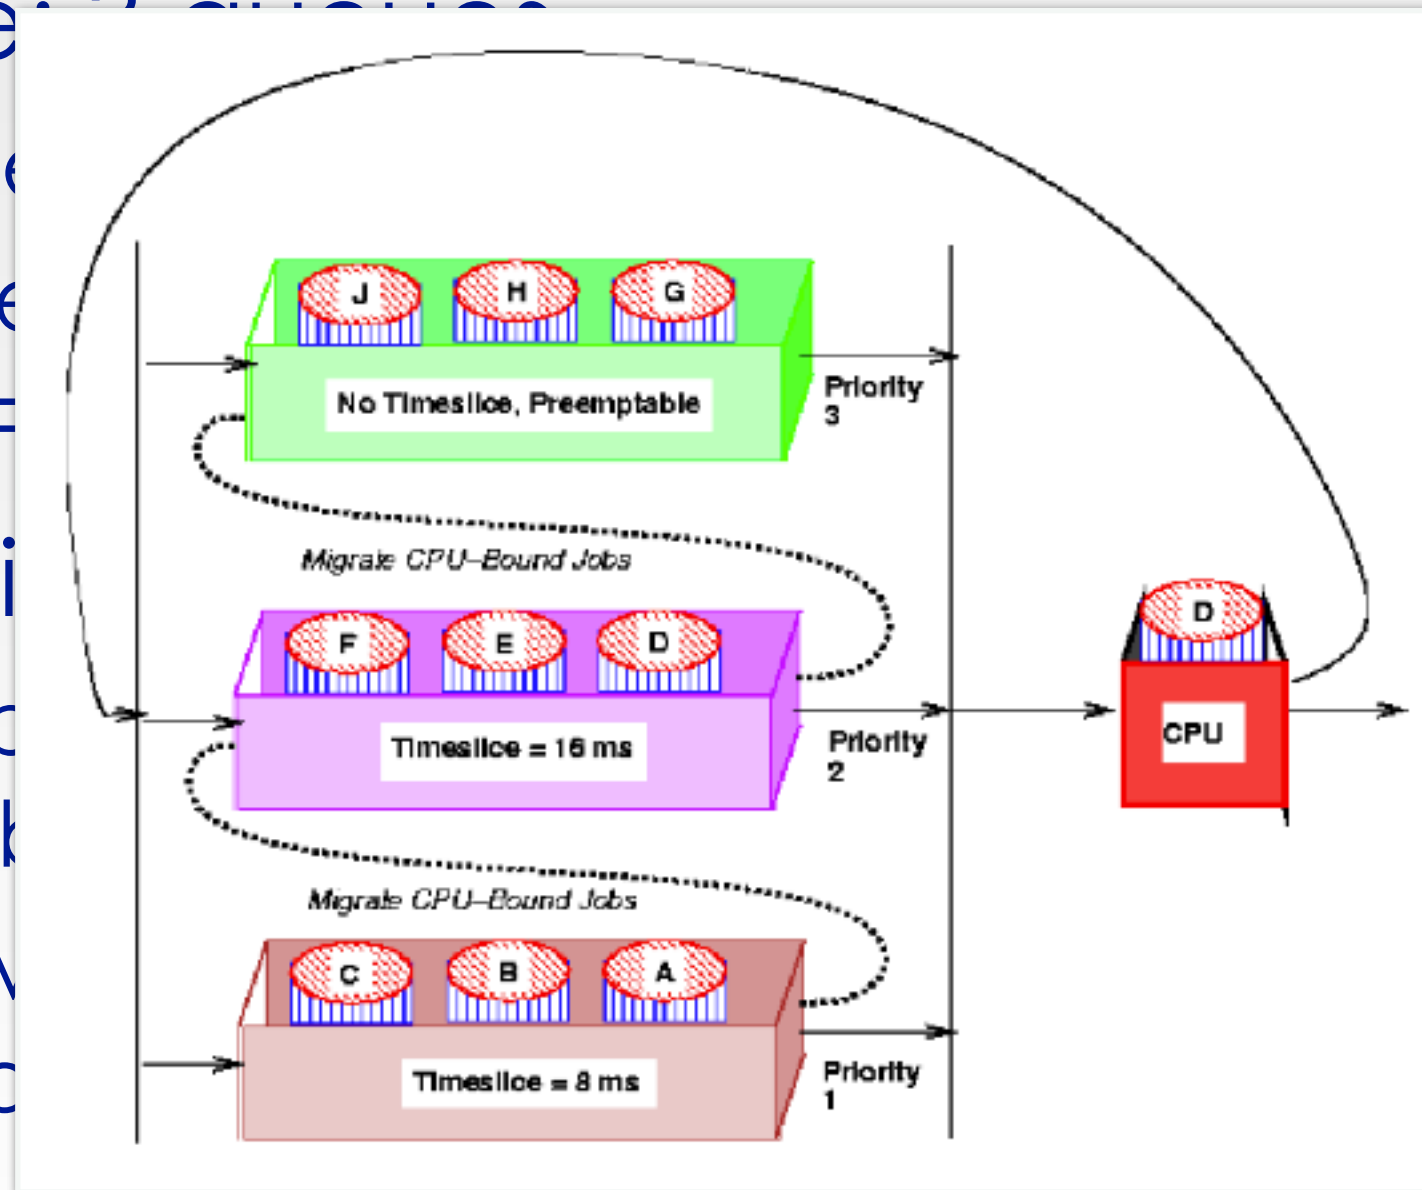 J H G
No Timeslice, Preemptable
Priority
3
Migrate CPU–Bound Jobs
F E D
D
Timeslice = 16 ms
Priority
2
CPU
Migrate CPU–Bound Jobs
C B A
Timeslice = 8 ms
Priority
1